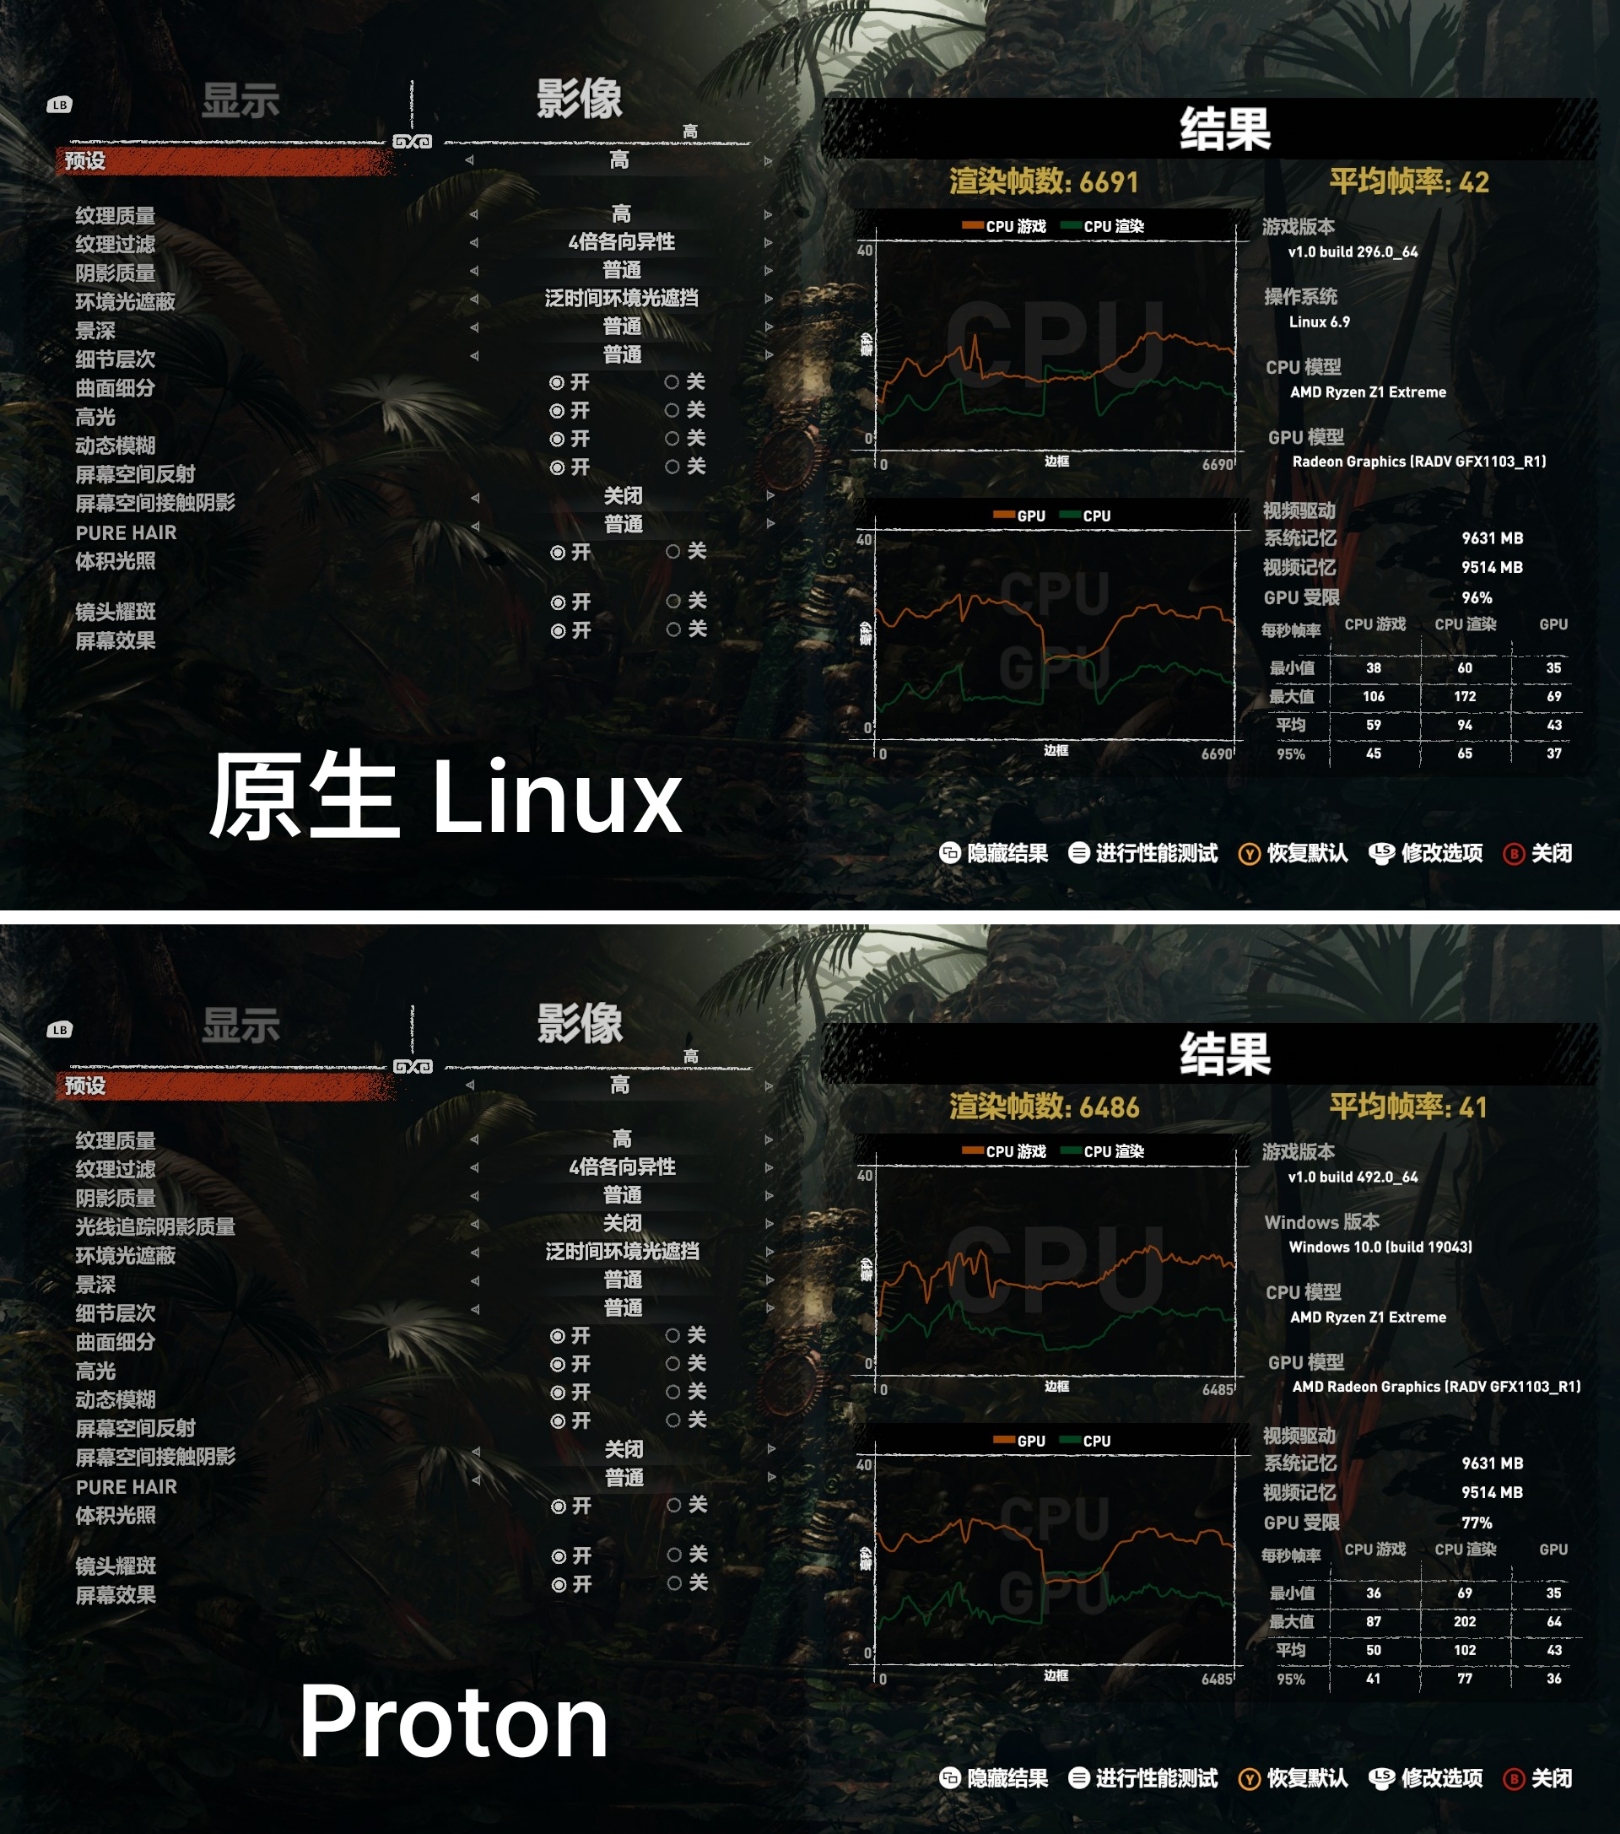 LB 显示 影像
高
预设 高
纹理质量 高
纹理过滤 4倍各向异性
阴影质量 普通
环境光遮蔽 泛时间环境光遮挡
景深 普通
细节层次 普通
曲面细分 开 关
高光 开 关
动态模糊 开 关
屏幕空间反射 开 关
屏幕空间接触阴影 关闭
PURE HAIR 普通
体积光照 开 关
镜头耀斑 开 关
屏幕效果 开 关
原生 Linux
结果
渲染帧数: 6691 平均帧率: 42
CPU 游戏 CPU 渲染
40
CPU
毫秒
0
0 边框 6690
GPU CPU
40
CPU
毫秒
GPU
0
0 边框 6690
游戏版本
v1.0 build 296.0_64
操作系统
Linux 6.9
CPU 模型
AMD Ryzen Z1 Extreme
GPU 模型
Radeon Graphics (RADV GFX1103_R1)
视频驱动
系统记忆 9631 MB
视频记忆 9514 MB
GPU 受限 96%
每秒帧率 CPU 游戏 CPU 渲染 GPU
最小值 38 60 35
最大值 106 172 69
平均 59 94 43
95% 45 65 37
隐藏结果 进行性能测试 Y 恢复默认 LS 修改选项 B 关闭
LB 显示 影像
高
预设 高
纹理质量 高
纹理过滤 4倍各向异性
阴影质量 普通
光线追踪阴影质量 关闭
环境光遮蔽 泛时间环境光遮挡
景深 普通
细节层次 普通
曲面细分 开 关
高光 开 关
动态模糊 开 关
屏幕空间反射 开 关
屏幕空间接触阴影 关闭
PURE HAIR 普通
体积光照 开 关
镜头耀斑 开 关
屏幕效果 开 关
Proton
结果
渲染帧数: 6486 平均帧率: 41
CPU 游戏 CPU 渲染
40
CPU
毫秒
0
0 边框 6485
GPU CPU
40
CPU
毫秒
GPU
0
0 边框 6485
游戏版本
v1.0 build 492.0_64
Windows 版本
Windows 10.0 (build 19043)
CPU 模型
AMD Ryzen Z1 Extreme
GPU 模型
AMD Radeon Graphics (RADV GFX1103_R1)
视频驱动
系统记忆 9631 MB
视频记忆 9514 MB
GPU 受限 77%
每秒帧率 CPU 游戏 CPU 渲染 GPU
最小值 36 69 35
最大值 87 202 64
平均 50 102 43
95% 41 77 36
隐藏结果 进行性能测试 Y 恢复默认 LS 修改选项 B 关闭